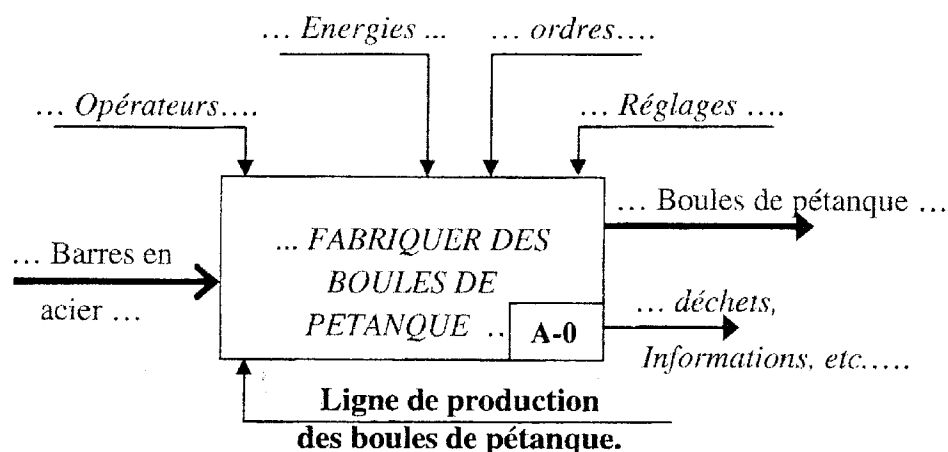 … Energies ...
… ordres….
… Opérateurs….
… Réglages ….
… Boules de pétanque …
... FABRIQUER DES
BOULES DE
PETANQUE ..
A-0
… Barres en
acier …
… déchets,
Informations, etc…..
Ligne de production
des boules de pétanque.